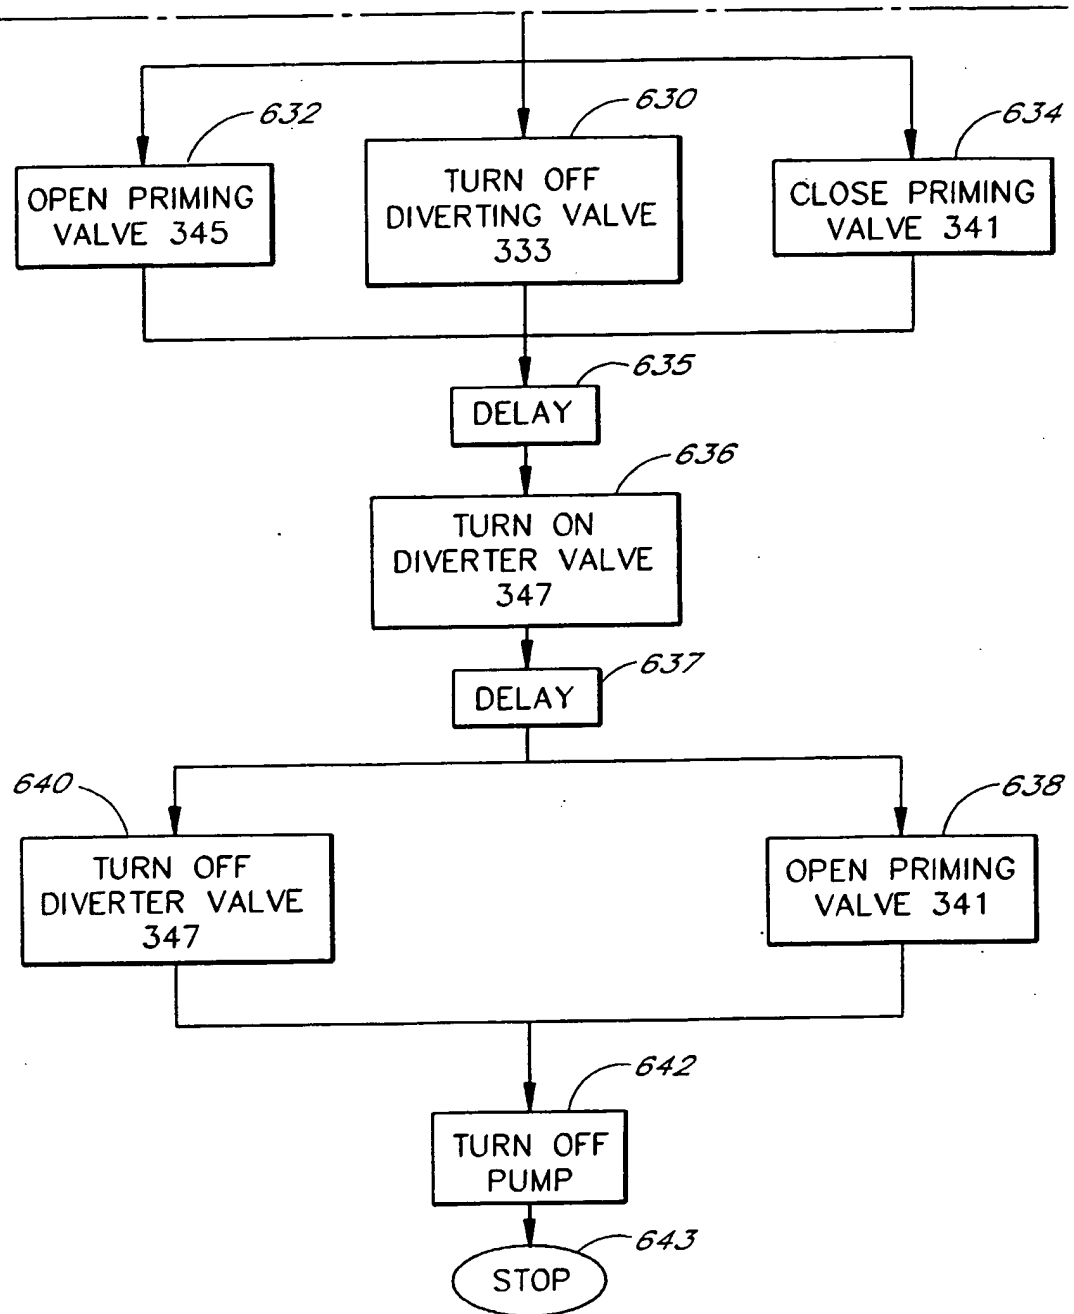 632
630
634
OPEN PRIMING
VALVE 345
TURN OFF
DIVERTING VALVE
333
CLOSE PRIMING
VALVE 341
635
DELAY
636
TURN ON
DIVERTER VALVE
347
637
DELAY
640
638
TURN OFF
DIVERTER VALVE
347
OPEN PRIMING
VALVE 341
642
TURN OFF
PUMP
643
STOP